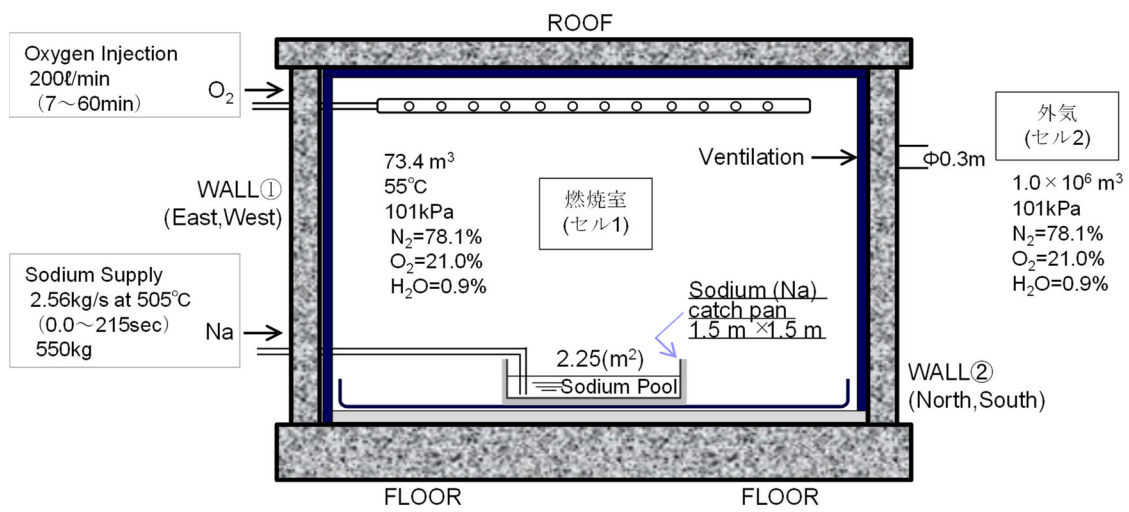 ROOF
Oxygen Injection
200ℓ/min
(7～60min)
O₂
外気
(セル2)
Ventilation
Φ0.3m
73.4 m³
55℃
101kPa
N₂=78.1%
O₂=21.0%
H₂O=0.9%
燃焼室
(セル1)
1.0×10⁶ m³
101kPa
N₂=78.1%
O₂=21.0%
H₂O=0.9%
WALL①
(East,West)
Sodium Supply
2.56kg/s at 505℃
(0.0～215sec)
550kg
Na
Sodium (Na)
catch pan
1.5 m ×1.5 m
2.25(m²)
Sodium Pool
WALL②
(North,South)
FLOOR
FLOOR